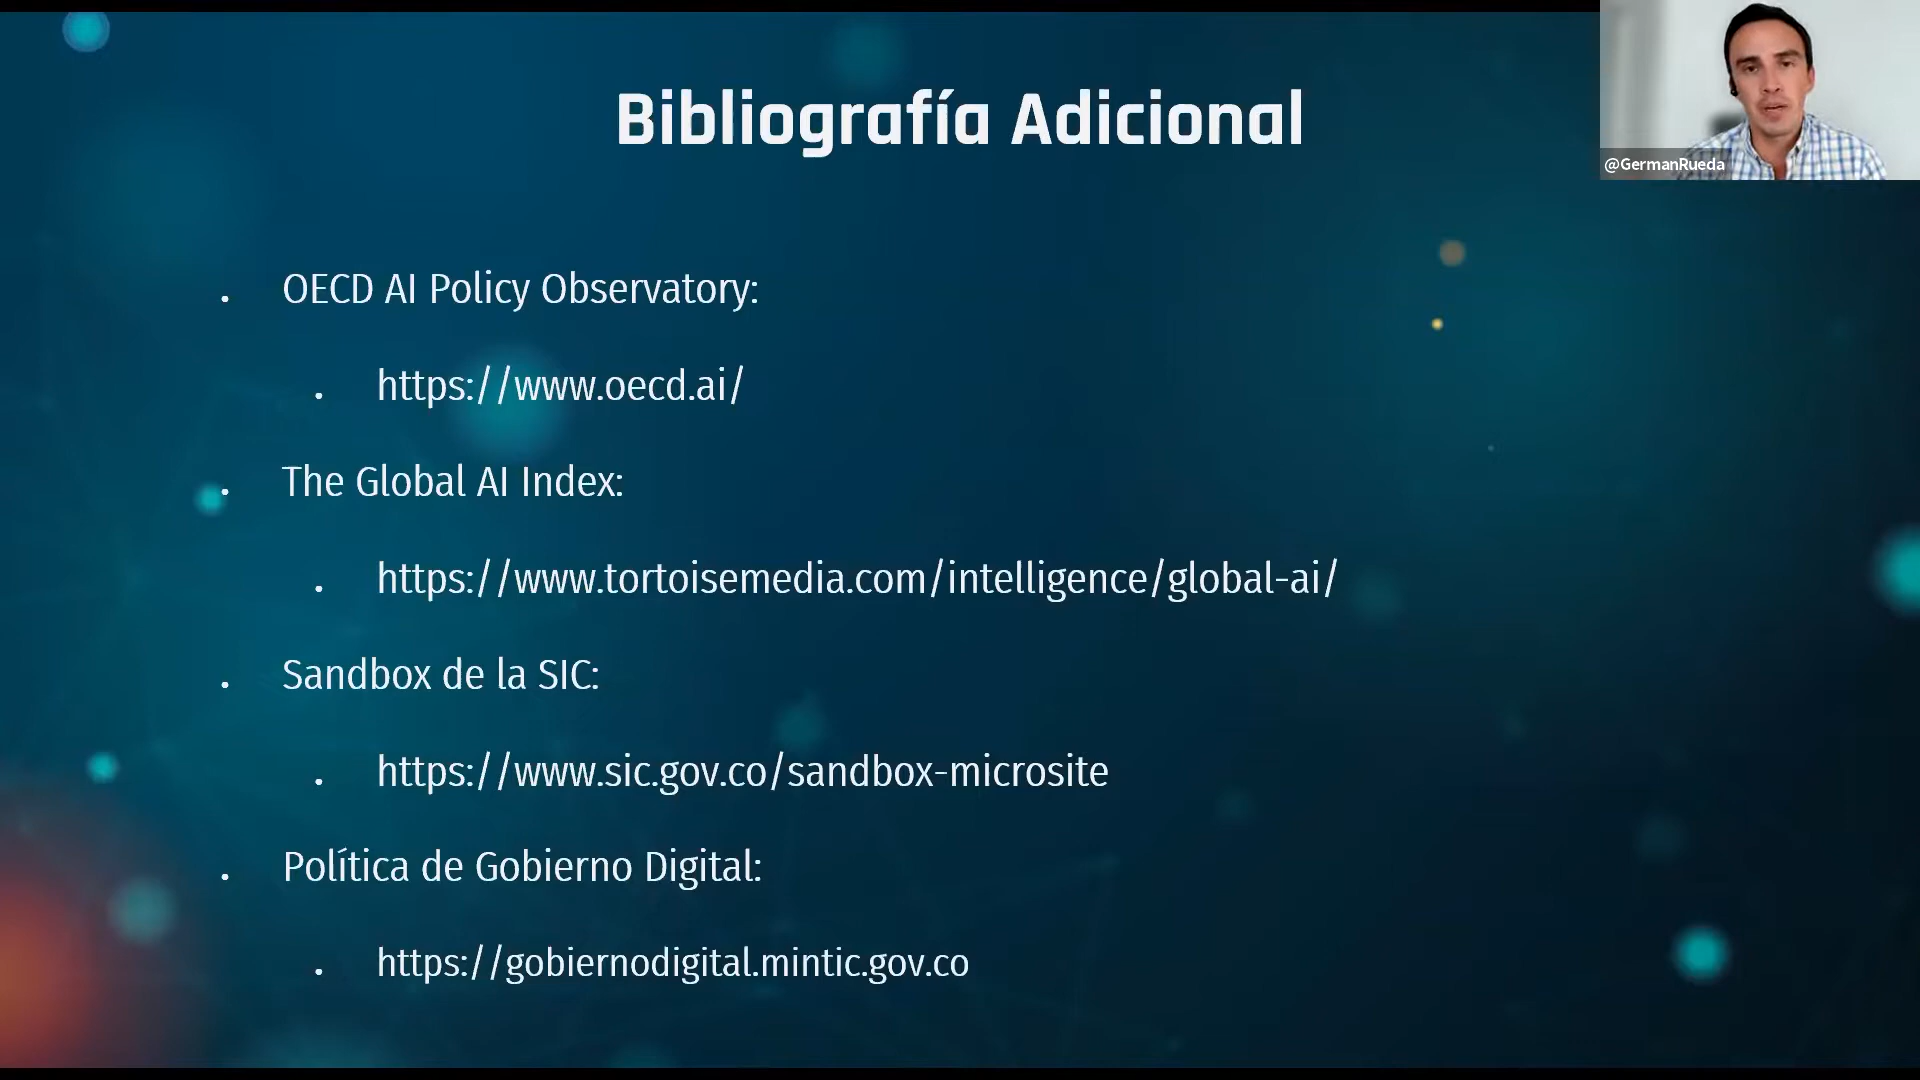 Bibliografía Adicional
@GermanRueda
OECD AI Policy Observatory:
https://www.oecd.ai/
The Global AI Index:
https://www.tortoisemedia.com/intelligence/global-ai/
Sandbox de la SIC:
https://www.sic.gov.co/sandbox-microsite
Política de Gobierno Digital:
https://gobiernodigital.mintic.gov.co